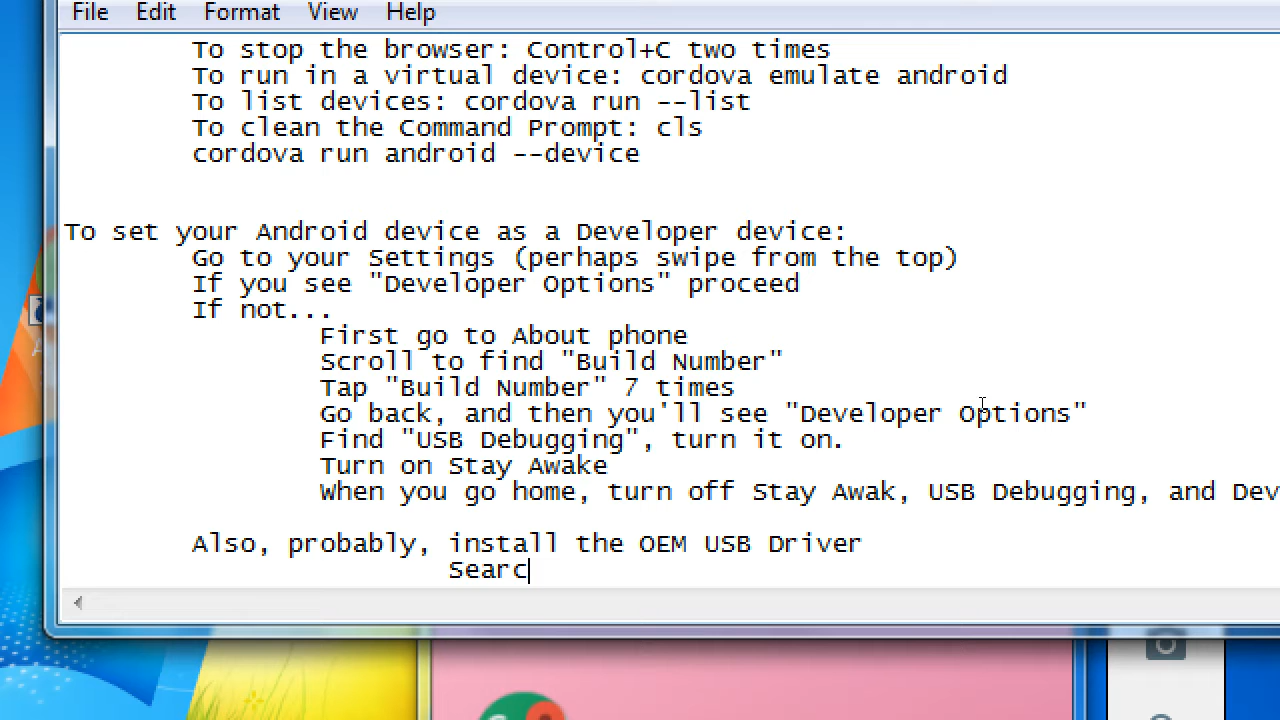 File Edit Format View Help
To stop the browser: Control+C two times
To run in a virtual device: cordova emulate android
To list devices: cordova run --list
To clean the Command Prompt: cls
cordova run android --device
To set your Android device as a Developer device:
Go to your Settings (perhaps swipe from the top)
If you see "Developer Options" proceed
If not...
First go to About phone
Scroll to find "Build Number"
Tap "Build Number" 7 times
Go back, and then you'll see "Developer Options"
Find "USB Debugging", turn it on.
Turn on Stay Awake
When you go home, turn off Stay Awak, USB Debugging, and Dev
Also, probably, install the OEM USB Driver
Searc